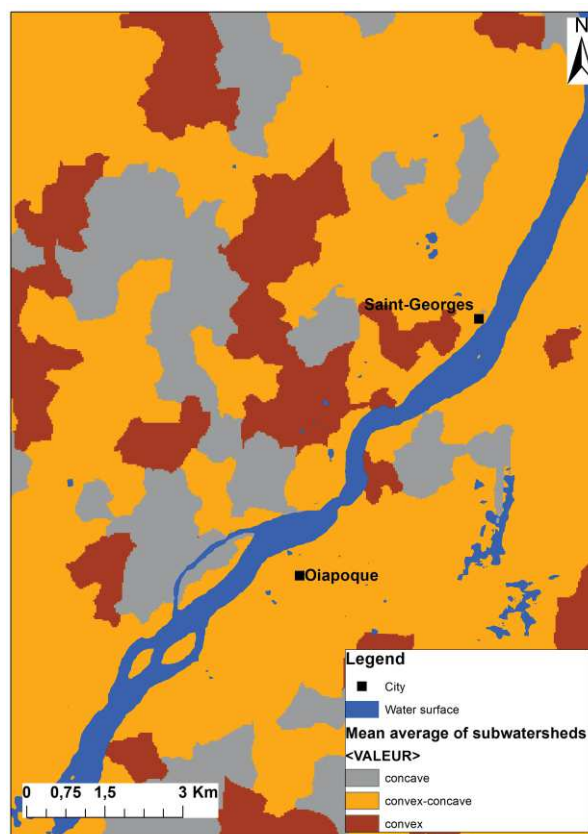 N
Saint-Georges
Oiapoque
Legend
City
Water surface
Mean average of subwatersheds
<VALEUR>
concave
convex-concave
convex
0 0,75 1,5 3 Km